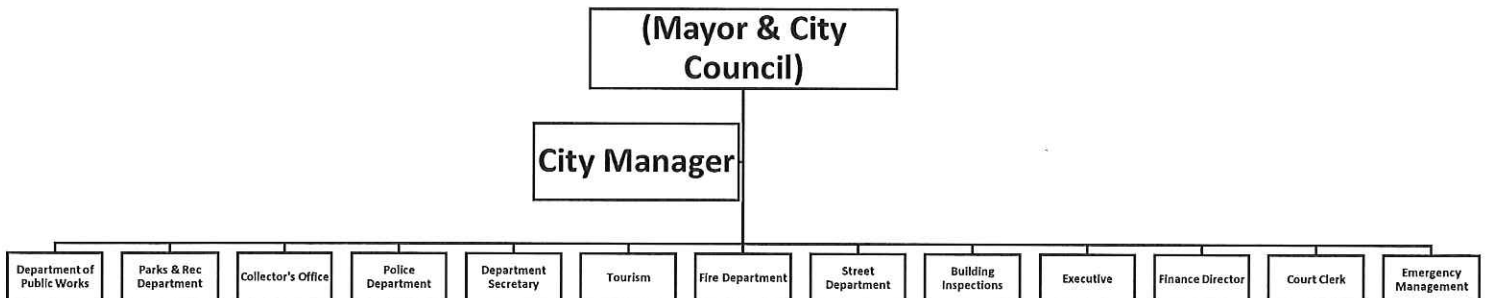 (Mayor & City
Council)
City Manager
Department of
Public Works
Parks & Rec
Department
Collector's Office
Police
Department
Department
Secretary
Tourism
Fire Department
Street
Department
Building
Inspections
Executive
Finance Director
Court Clerk
Emergency
Management